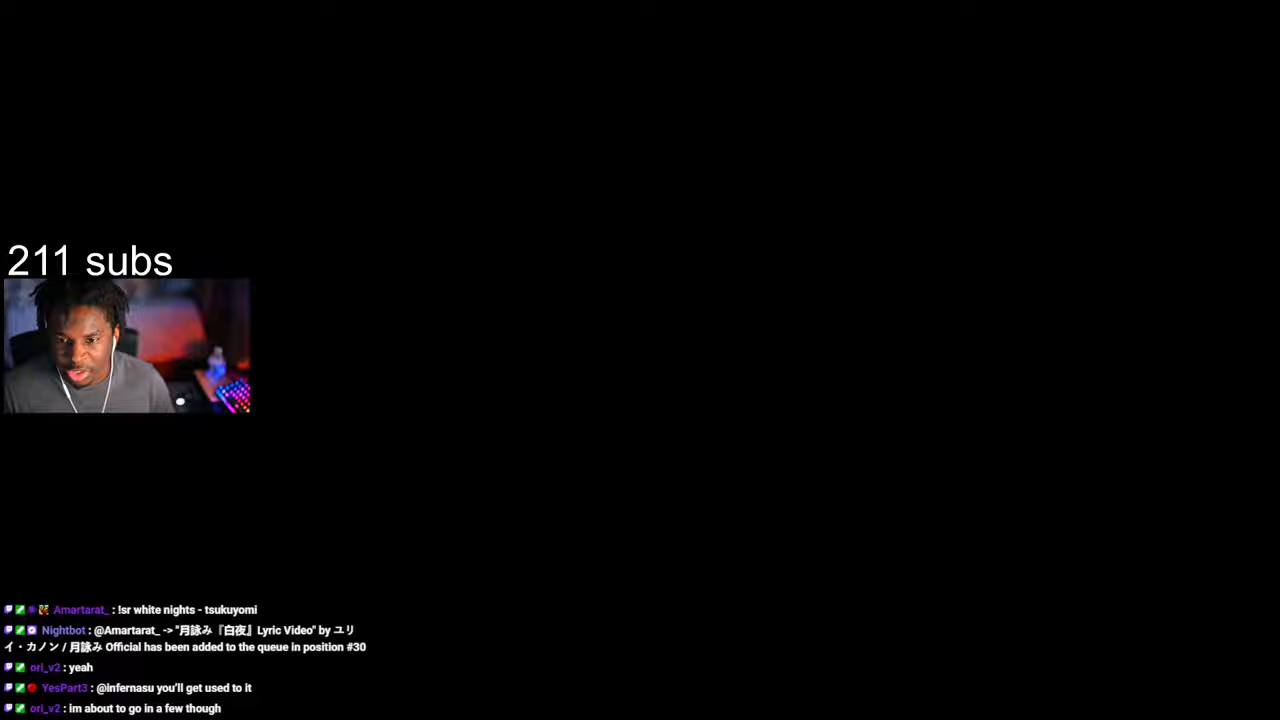 211 subs
Amartarat_ : !sr white nights - tsukuyomi
Nightbot : @Amartarat_ -> "月詠み『白夜』Lyric Video" by ユリ
イ・カノン / 月詠み Official has been added to the queue in position #30
ori_v2 : yeah
YesPart3 : @infernasu you'll get used to it
ori_v2 : im about to go in a few though